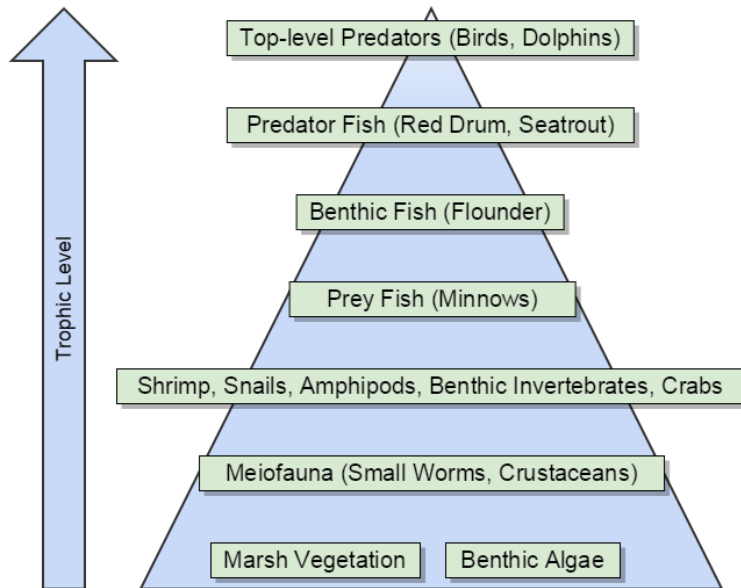 Top-level Predators (Birds, Dolphins)
Predator Fish (Red Drum, Seatrout)
Benthic Fish (Flounder)
Prey Fish (Minnows)
Trophic Level
Shrimp, Snails, Amphipods, Benthic Invertebrates, Crabs
Meiofauna (Small Worms, Crustaceans)
Marsh Vegetation
Benthic Algae